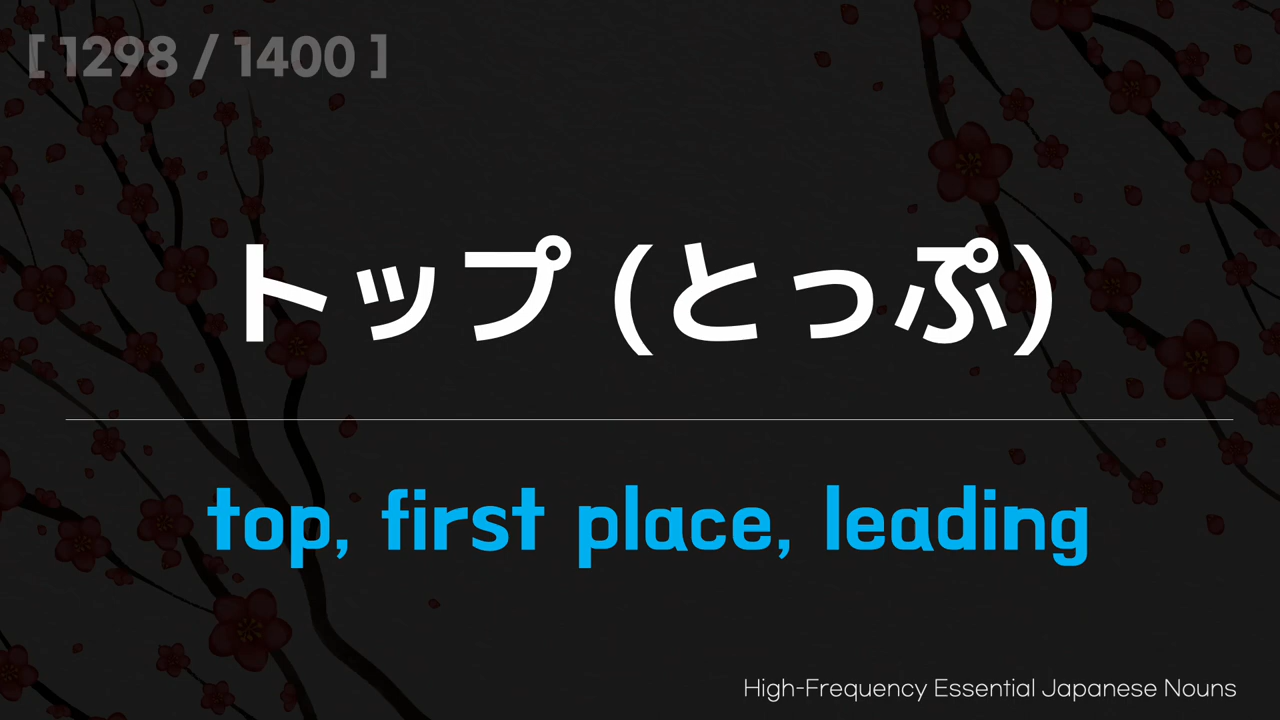 [ 1298 / 1400 ]
トップ (とっぷ)
top, first place, leading
High-Frequency Essential Japanese Nouns